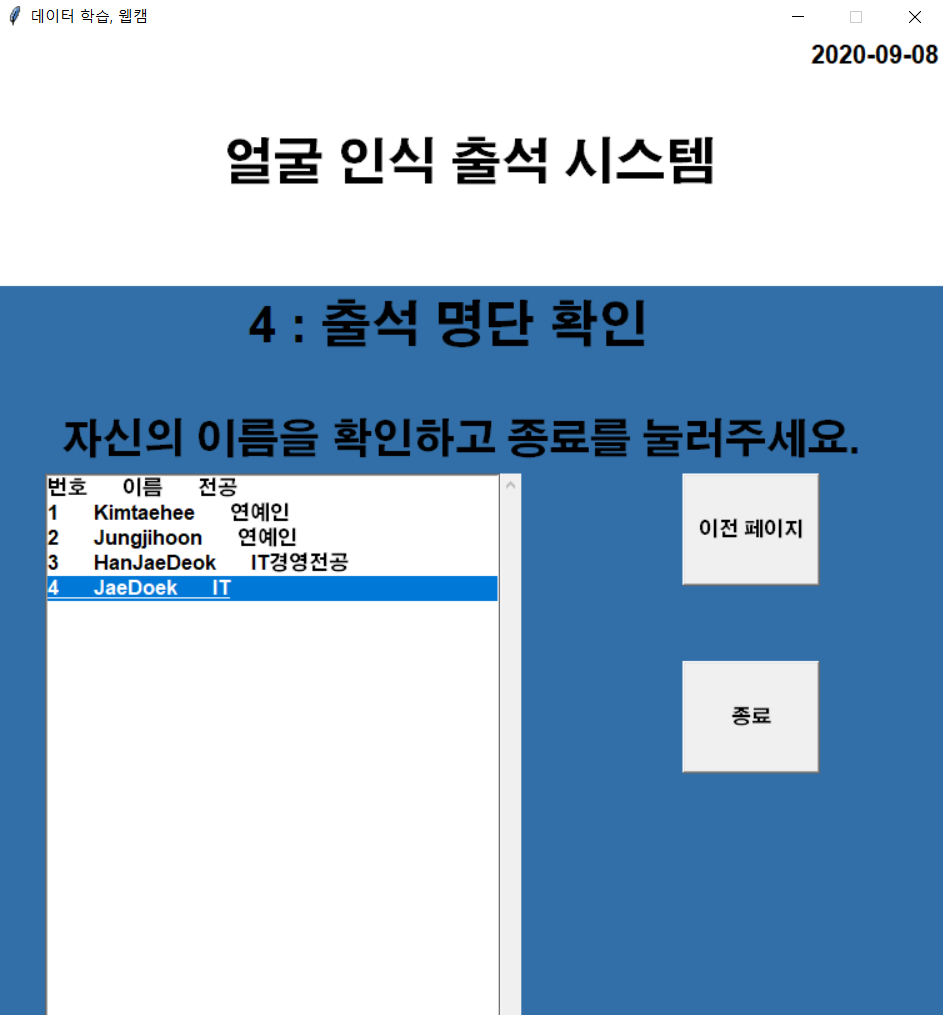 데이터 학습, 웹캠
2020-09-08
얼굴 인식 출석 시스템
4 : 출석 명단 확인
자신의 이름을 확인하고 종료를 눌러주세요.
번호 이름 전공
1 Kimtaehee 연예인
2 Jungjihoon 연예인
3 HanJaeDeok IT경영전공
4 JaeDoek IT
이전 페이지
종료